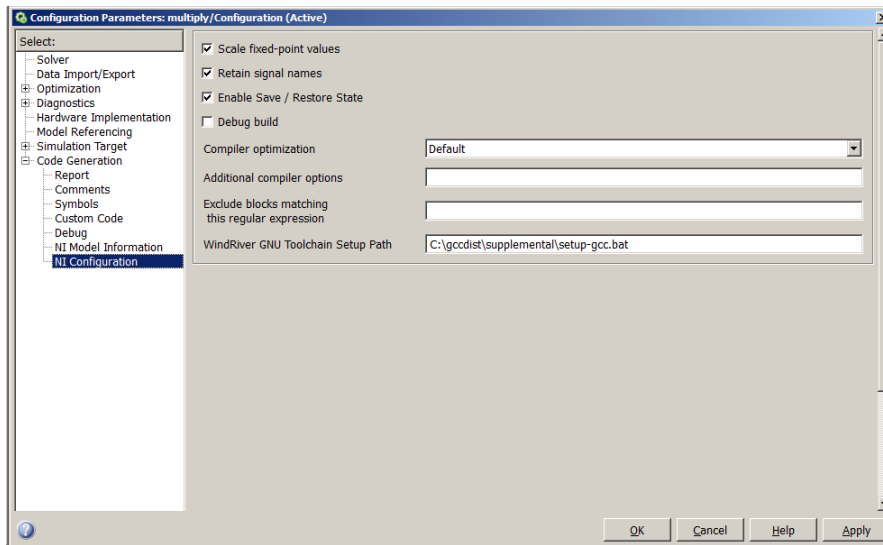 Configuration Parameters: multiply/Configuration (Active)
Select:
Solver
Data Import/Export
Optimization
Diagnostics
Hardware Implementation
Model Referencing
Simulation Target
Code Generation
Report
Comments
Symbols
Custom Code
Debug
NI Model Information
NI Configuration
Scale fixed-point values
Retain signal names
Enable Save / Restore State
Debug build
Compiler optimization
Default
Additional compiler options
Exclude blocks matching
this regular expression
WindRiver GNU Toolchain Setup Path
C:\gccdist\supplemental\setup-gcc.bat
OK
Cancel
Help
Apply